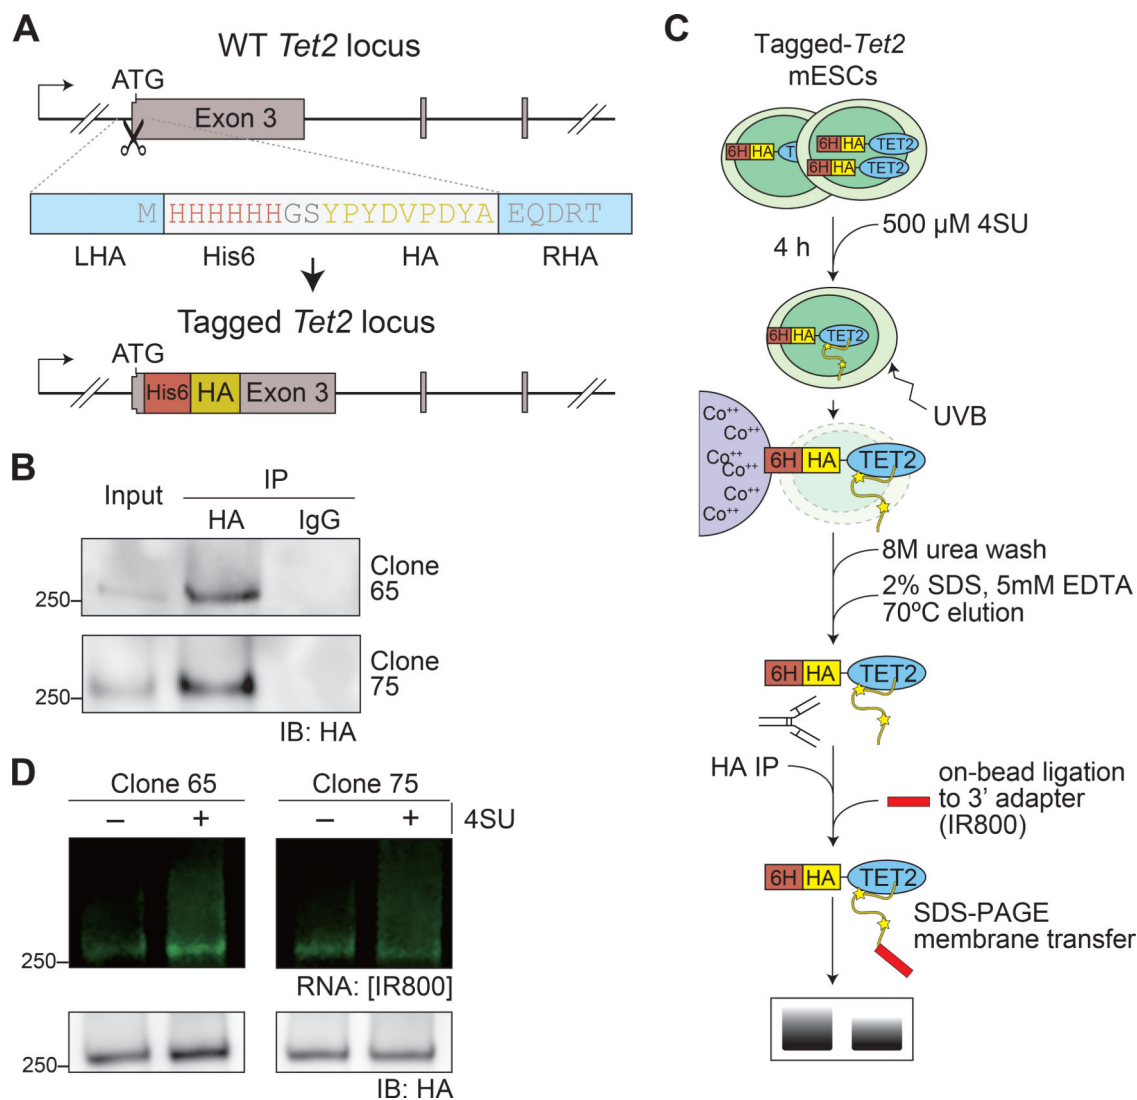 A
WT Tet2 locus
ATG
Exon 3
M HHHHHHGSYPYDVPDYA EQDRT
LHA His6 HA RHA
Tagged Tet2 locus
ATG
His6 HA Exon 3
B
Input
IP
HA IgG
250
Clone
65
250
Clone
75
IB: HA
D
Clone 65 Clone 75
– + – + 4SU
250
RNA: [IR800]
250
IB: HA
C
Tagged-Tet2
mESCs
6H HA T
6H HA TET2
6H HA TET2
4 h
500 µM 4SU
6H HA TET2
UVB
Co++
Co++
Co++
Co++
Co++
Co++
6H HA TET2
8M urea wash
2% SDS, 5mM EDTA
70ºC elution
6H HA TET2
HA IP
on-bead ligation
to 3' adapter
(IR800)
6H HA TET2
SDS-PAGE
membrane transfer